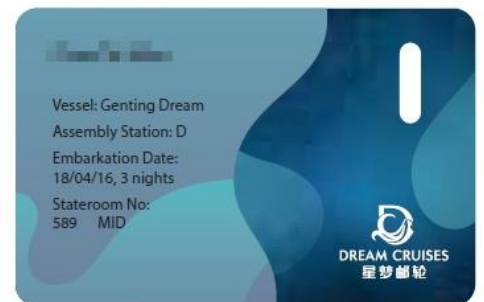 Vessel: Genting Dream
Assembly Station: D
Embarkation Date:
18/04/16, 3 nights
Stateroom No:
589 MID
DREAM CRUISES
星梦邮轮